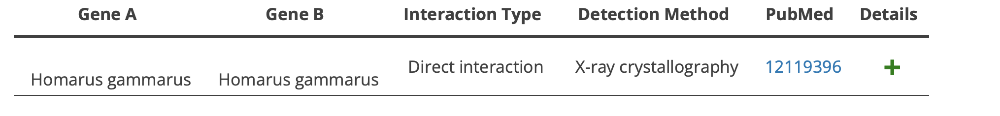 Gene A Gene B Interaction Type Detection Method PubMed Details
Direct interaction X-ray crystallography 12119396 +
Homarus gammarus Homarus gammarus